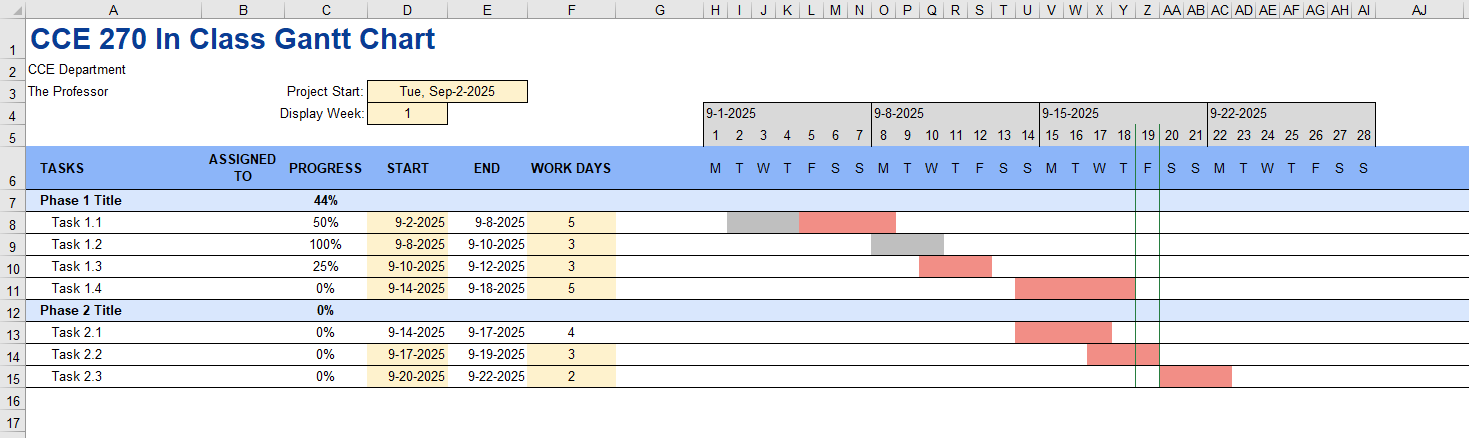 A B C D E F G H I J K L M N O P Q R S T U V W X Y Z AA AB AC AD AE AF AG AH AI AJ
1 CCE 270 In Class Gantt Chart
2 CCE Department
3 The Professor Project Start: Tue, Sep-2-2025
4 Display Week: 1 9-1-2025 9-8-2025 9-15-2025 9-22-2025
5 1 2 3 4 5 6 7 8 9 10 11 12 13 14 15 16 17 18 19 20 21 22 23 24 25 26 27 28
6 TASKS ASSIGNED TO PROGRESS START END WORK DAYS M T W T F S S M T W T F S S M T W T F S S M T W T F S S
7 Phase 1 Title 44%
8 Task 1.1 50% 9-2-2025 9-8-2025 5
9 Task 1.2 100% 9-8-2025 9-10-2025 3
10 Task 1.3 25% 9-10-2025 9-12-2025 3
11 Task 1.4 0% 9-14-2025 9-18-2025 5
12 Phase 2 Title 0%
13 Task 2.1 0% 9-14-2025 9-17-2025 4
14 Task 2.2 0% 9-17-2025 9-19-2025 3
15 Task 2.3 0% 9-20-2025 9-22-2025 2
16
17